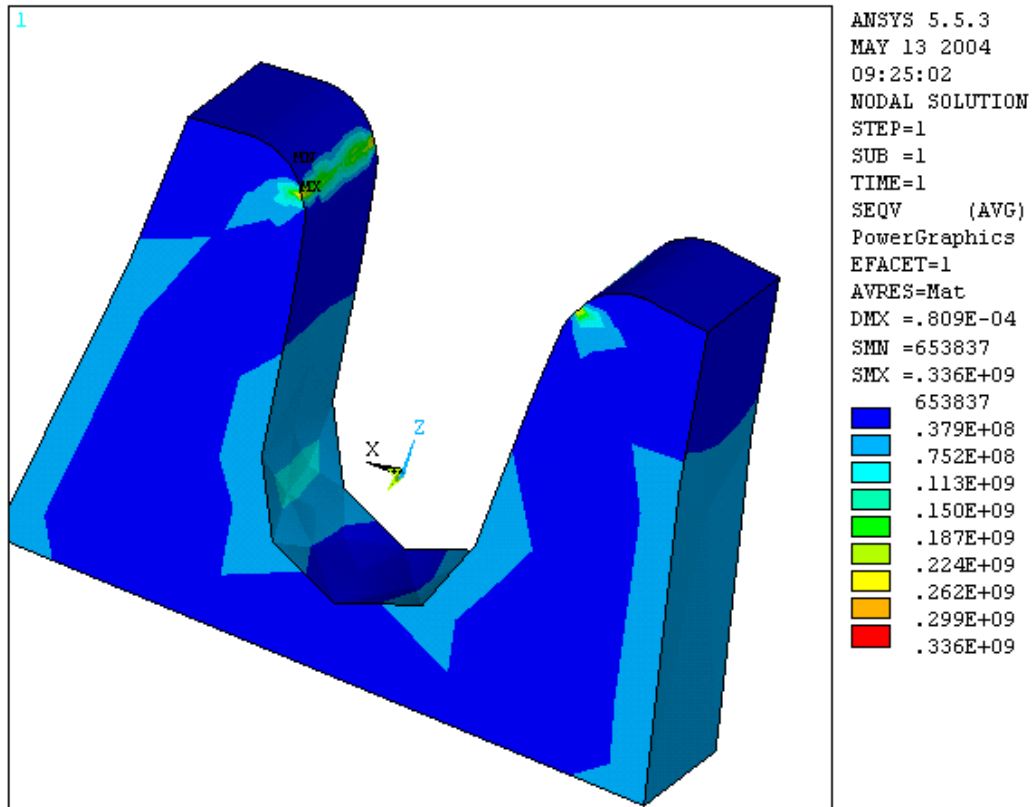 1
MN
MX
X
Z
ANSYS 5.5.3
MAY 13 2004
09:25:02
NODAL SOLUTION
STEP=1
SUB =1
TIME=1
SEQV (AVG)
PowerGraphics
EFACET=1
AVRES=Mat
DMX =.809E-04
SMN =653837
SMX =.336E+09
653837
.379E+08
.752E+08
.113E+09
.150E+09
.187E+09
.224E+09
.262E+09
.299E+09
.336E+09